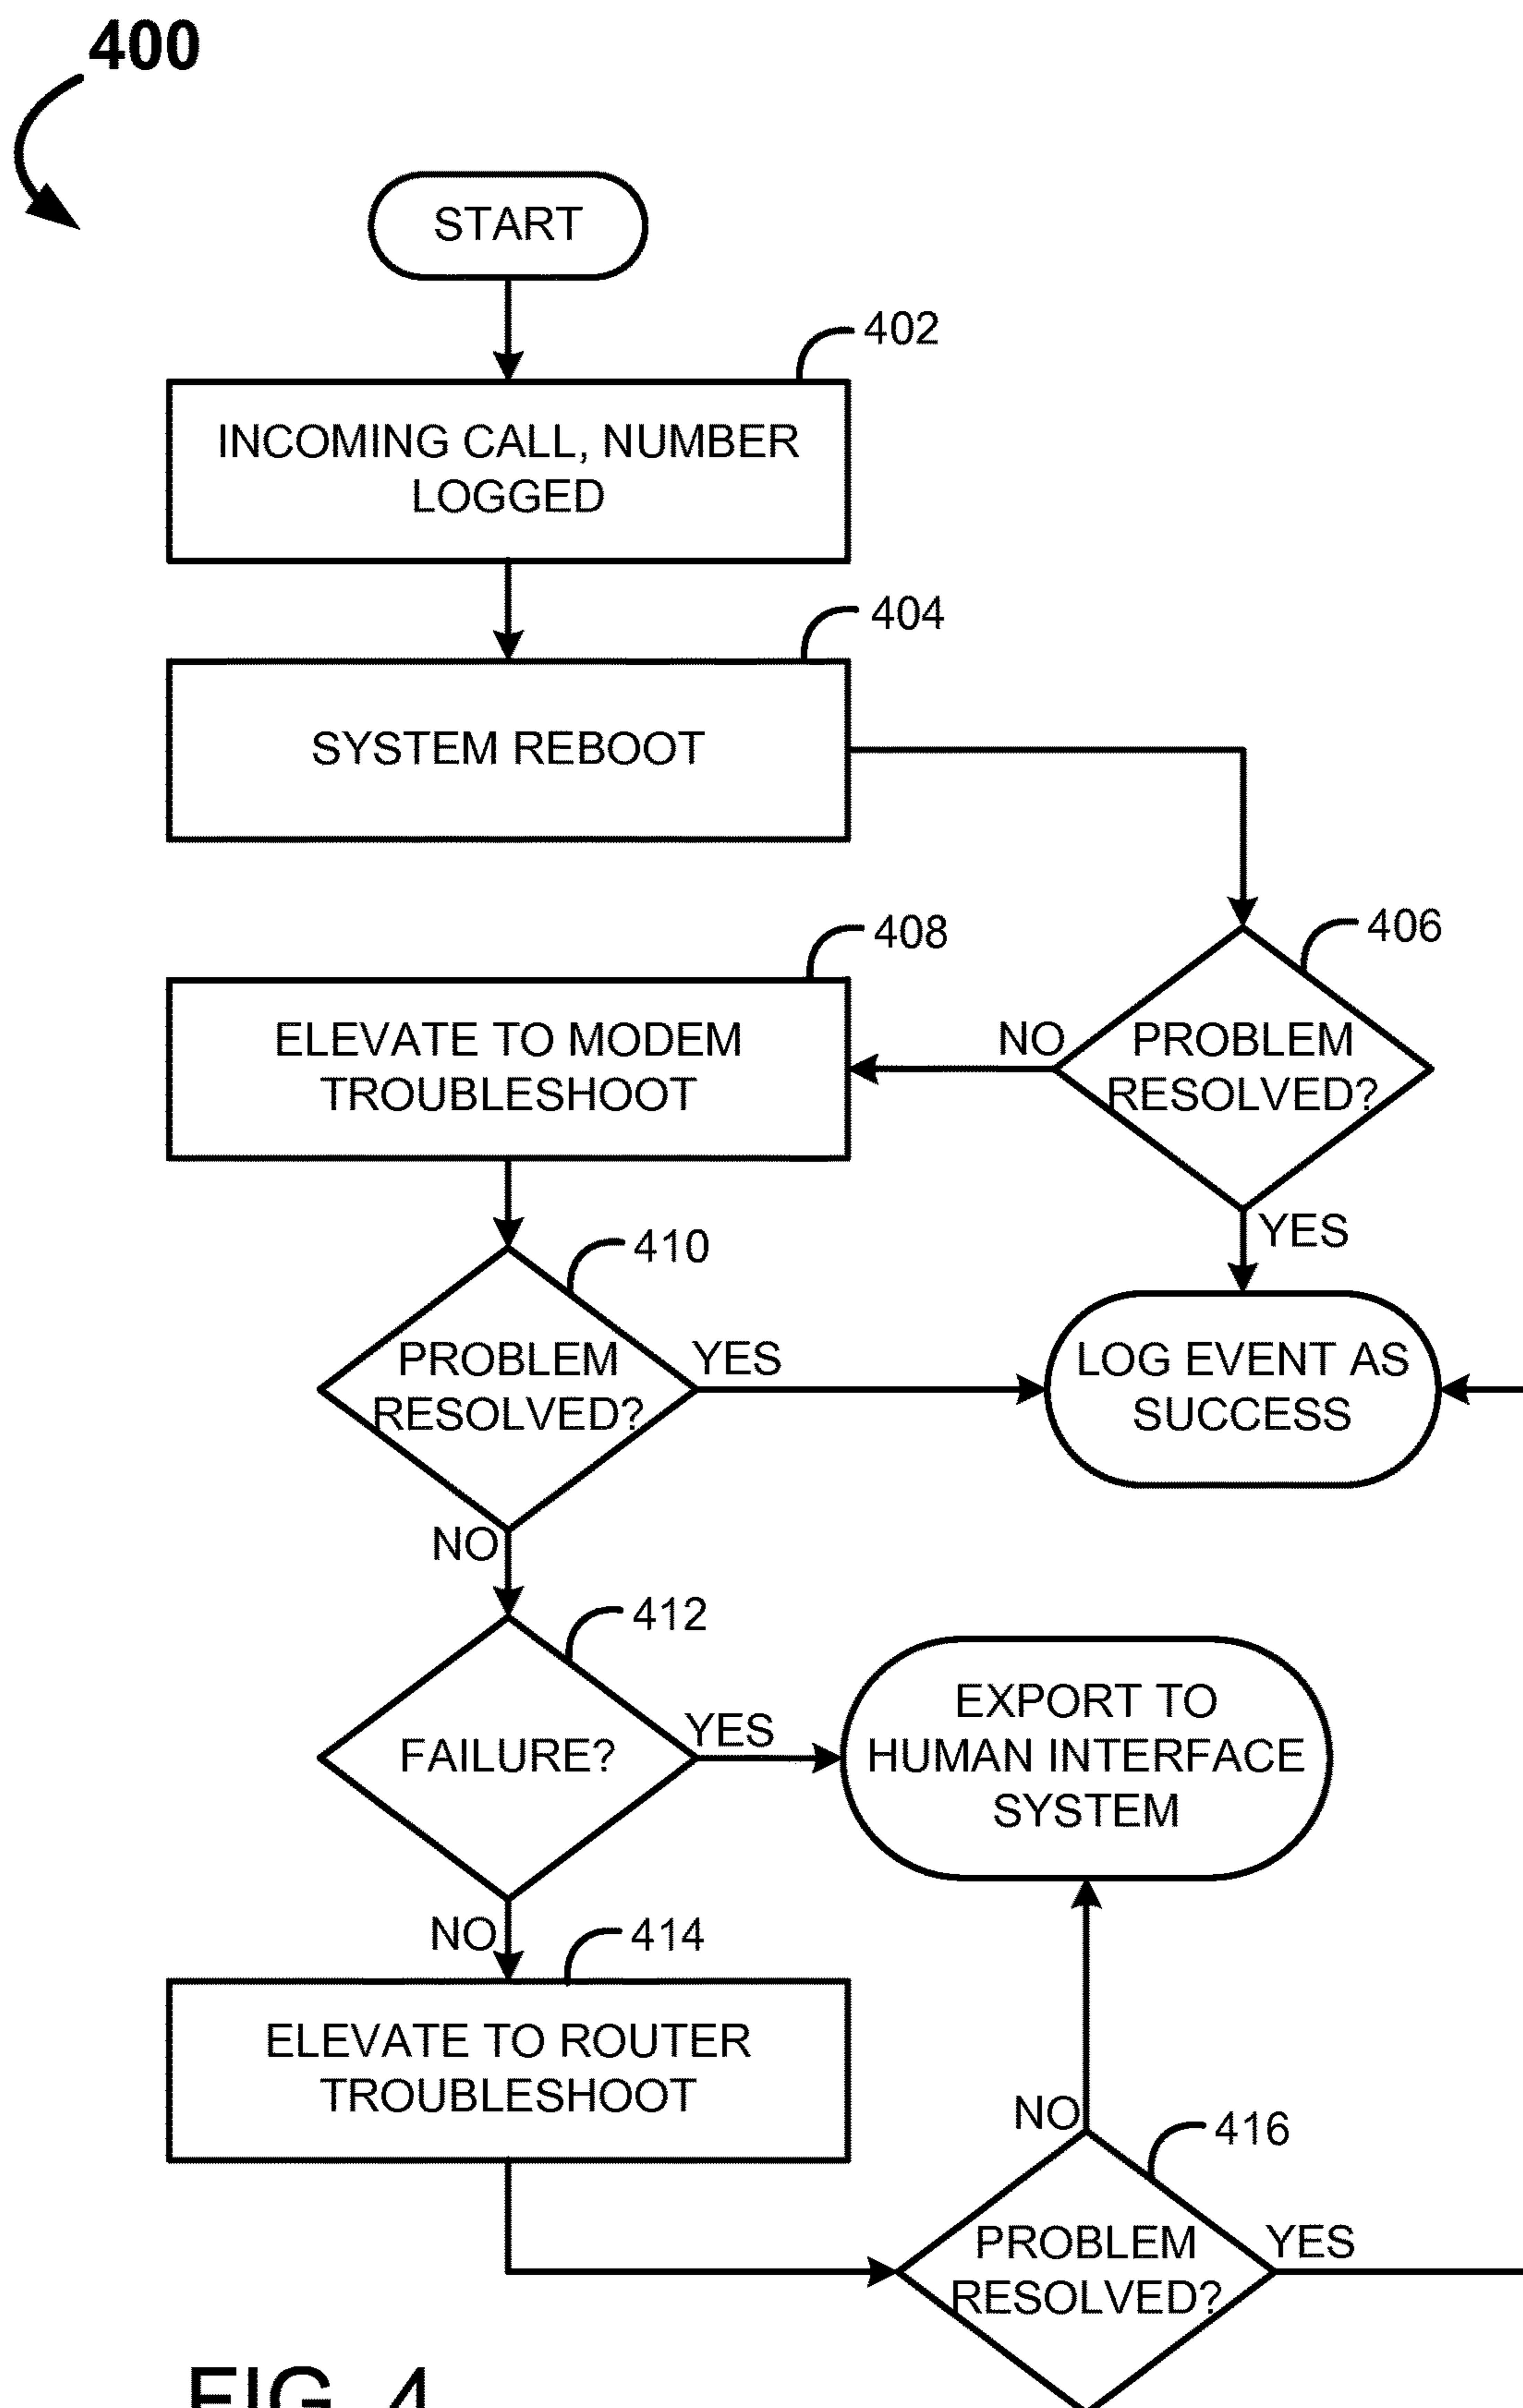 400
START
402
INCOMING CALL, NUMBER
LOGGED
404
SYSTEM REBOOT
406
408
ELEVATE TO MODEM
TROUBLESHOOT
NO
PROBLEM
RESOLVED?
YES
410
PROBLEM
RESOLVED?
YES
LOG EVENT AS
SUCCESS
NO
412
FAILURE?
YES
EXPORT TO
HUMAN INTERFACE
SYSTEM
NO
414
ELEVATE TO ROUTER
TROUBLESHOOT
NO
416
PROBLEM
RESOLVED?
YES
FIG. 4